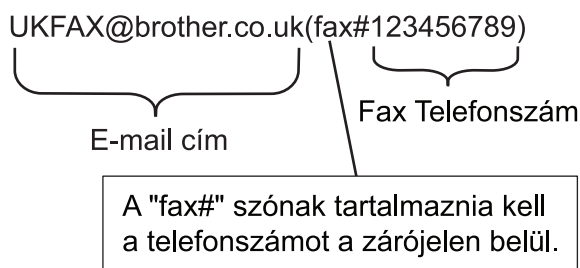 UKFAX@brother.co.uk(fax#123456789)
Fax Telefonszám
E-mail cím
A "fax#" szónak tartalmaznia kell
a telefonszámot a zárójelen belül.